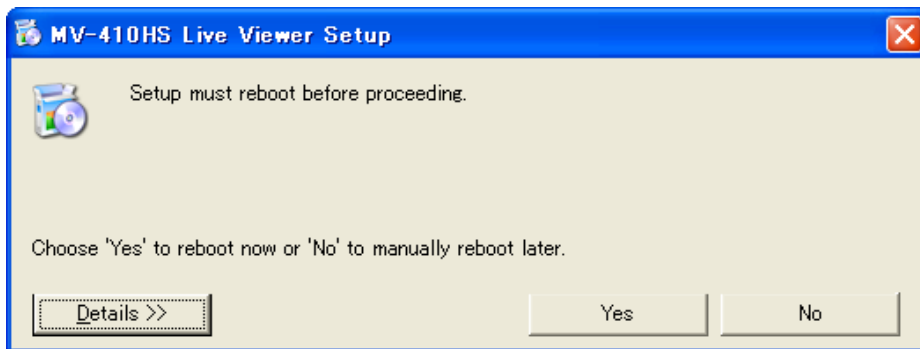 MV-410HS Live Viewer Setup
Setup must reboot before proceeding.
Choose 'Yes' to reboot now or 'No' to manually reboot later.
Details >>
Yes
No